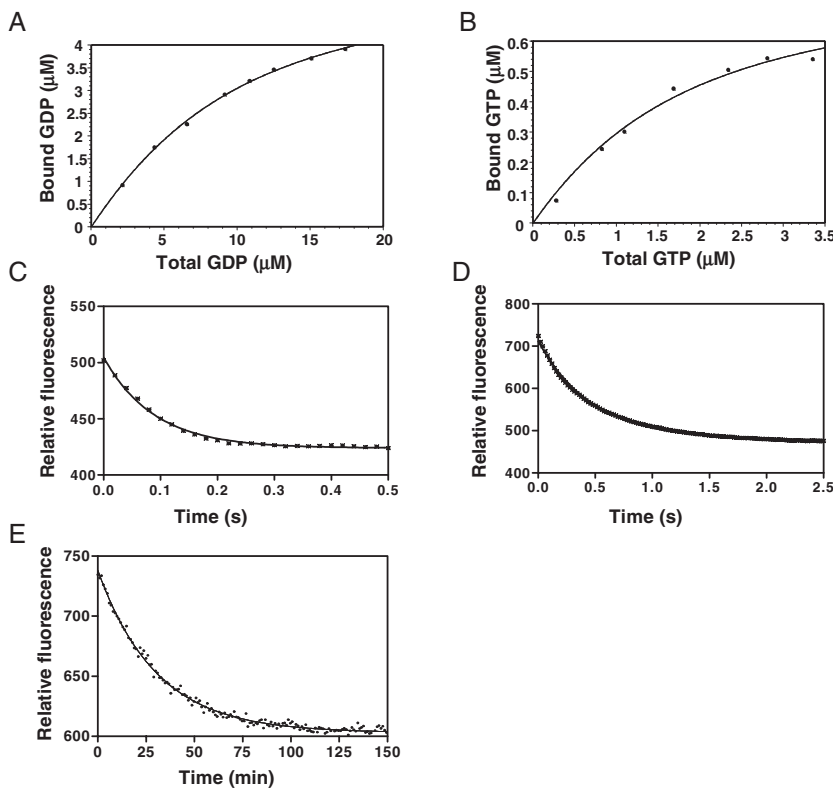 A
Bound GDP (μM)
4
3.5
3
2.5
2
1.5
1
0.5
0
0 5 10 15 20
Total GDP (μM)
B
Bound GTP (μM)
0.6
0.5
0.4
0.3
0.2
0.1
0
0 0.5 1 1.5 2 2.5 3 3.5
Total GTP (μM)
C
Relative fluorescence
550
500
450
400
0.0 0.1 0.2 0.3 0.4 0.5
Time (s)
D
Relative fluorescence
800
700
600
500
400
0.0 0.5 1.0 1.5 2.0 2.5
Time (s)
E
Relative fluorescence
750
700
650
600
0 25 50 75 100 125 150
Time (min)